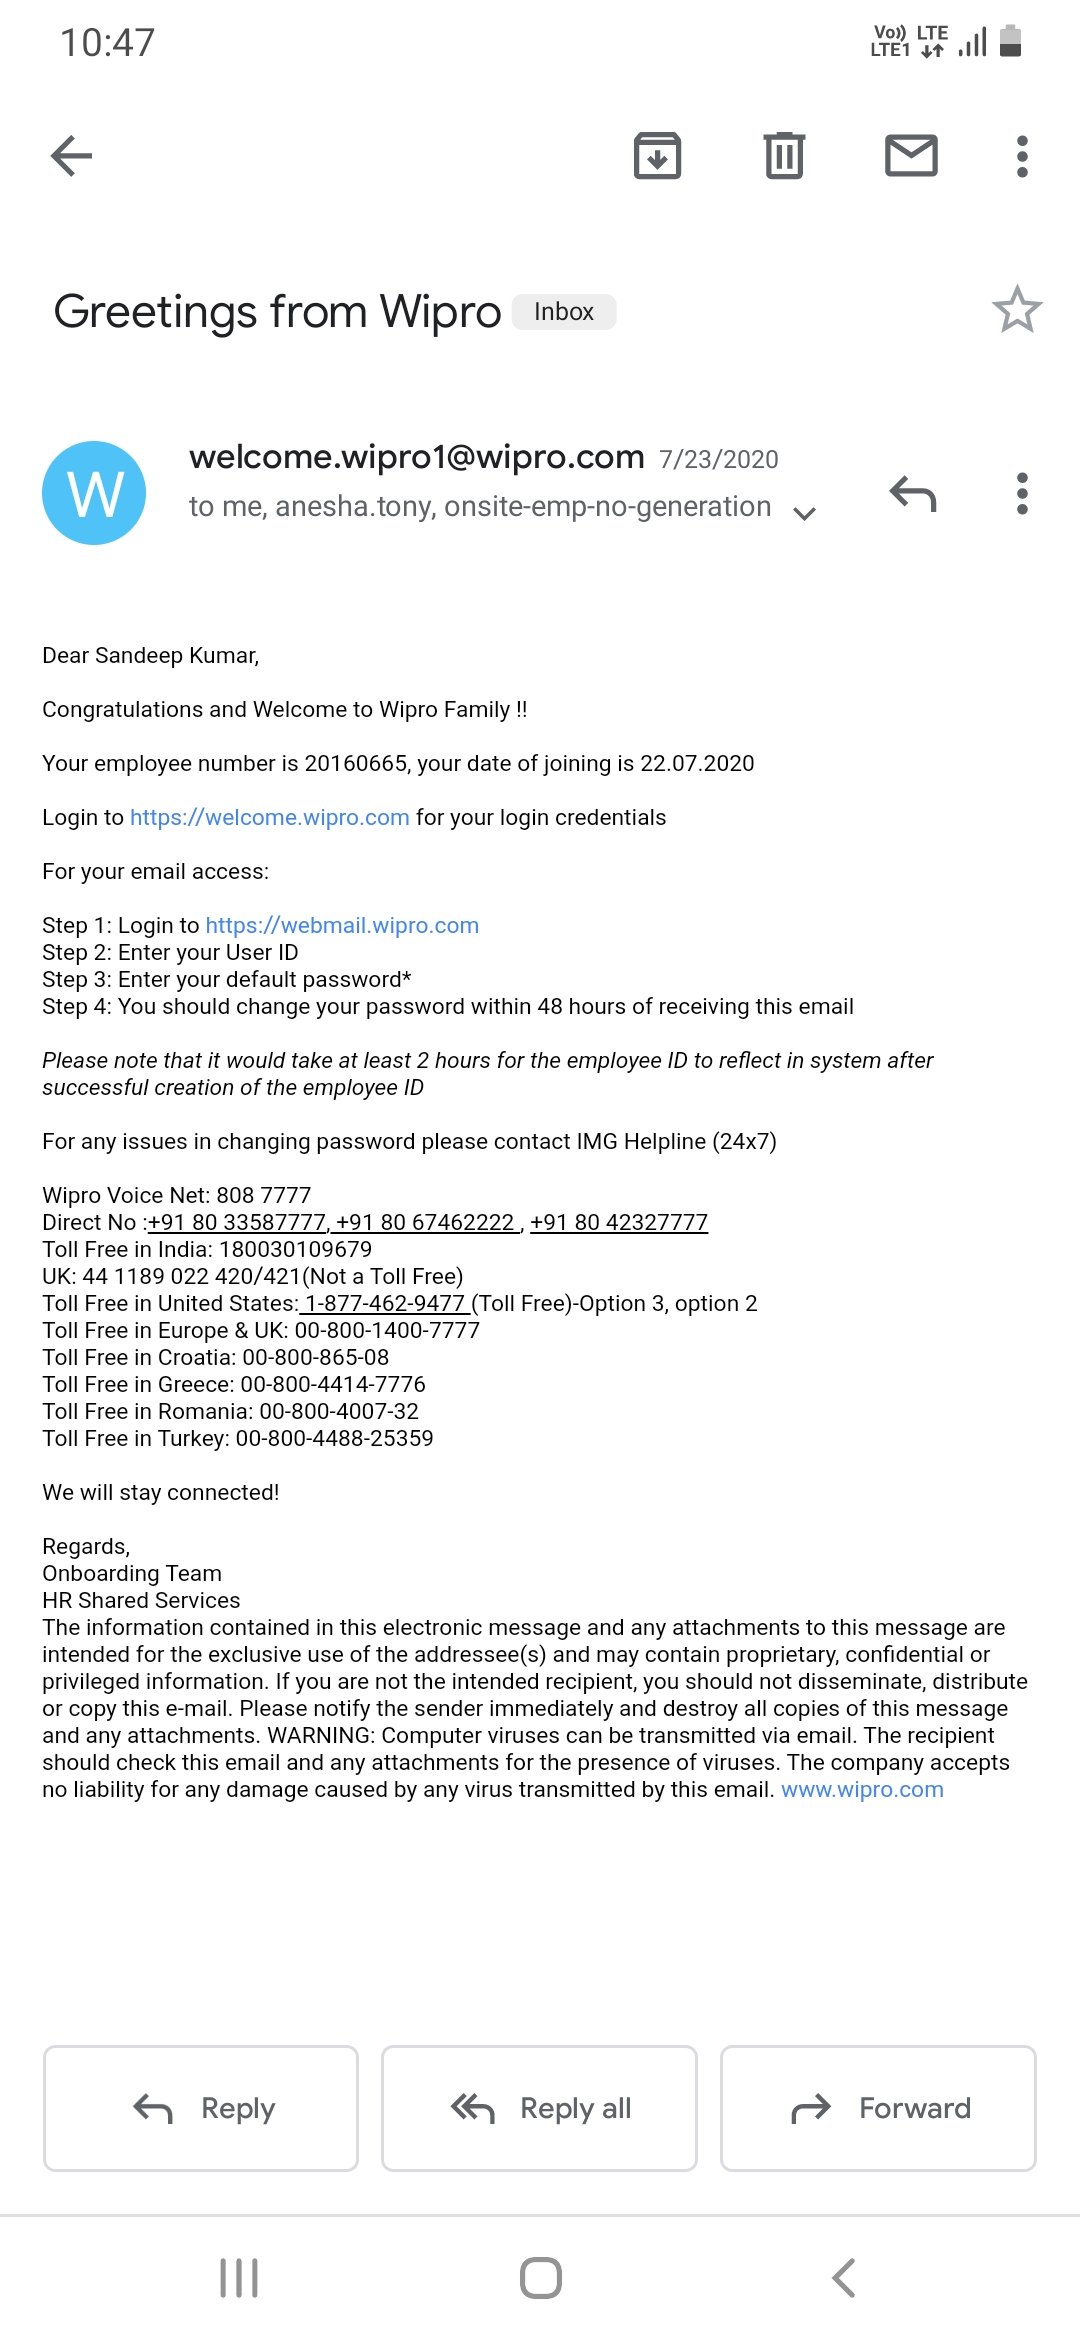 10:47
Vo)) LTE
LTE1
Greetings from Wipro Inbox
W
welcome.wipro1@wipro.com 7/23/2020
to me, anesha.tony, onsite-emp-no-generation
Dear Sandeep Kumar,
Congratulations and Welcome to Wipro Family !!
Your employee number is 20160665, your date of joining is 22.07.2020
Login to https://welcome.wipro.com for your login credentials
For your email access:
Step 1: Login to https://webmail.wipro.com
Step 2: Enter your User ID
Step 3: Enter your default password*
Step 4: You should change your password within 48 hours of receiving this email
Please note that it would take at least 2 hours for the employee ID to reflect in system after
successful creation of the employee ID
For any issues in changing password please contact IMG Helpline (24x7)
Wipro Voice Net: 808 7777
Direct No :+91 80 33587777, +91 80 67462222 , +91 80 42327777
Toll Free in India: 180030109679
UK: 44 1189 022 420/421(Not a Toll Free)
Toll Free in United States: 1-877-462-9477 (Toll Free)-Option 3, option 2
Toll Free in Europe & UK: 00-800-1400-7777
Toll Free in Croatia: 00-800-865-08
Toll Free in Greece: 00-800-4414-7776
Toll Free in Romania: 00-800-4007-32
Toll Free in Turkey: 00-800-4488-25359
We will stay connected!
Regards,
Onboarding Team
HR Shared Services
The information contained in this electronic message and any attachments to this message are
intended for the exclusive use of the addressee(s) and may contain proprietary, confidential or
privileged information. If you are not the intended recipient, you should not disseminate, distribute
or copy this e-mail. Please notify the sender immediately and destroy all copies of this message
and any attachments. WARNING: Computer viruses can be transmitted via email. The recipient
should check this email and any attachments for the presence of viruses. The company accepts
no liability for any damage caused by any virus transmitted by this email. www.wipro.com
Reply
Reply all
Forward